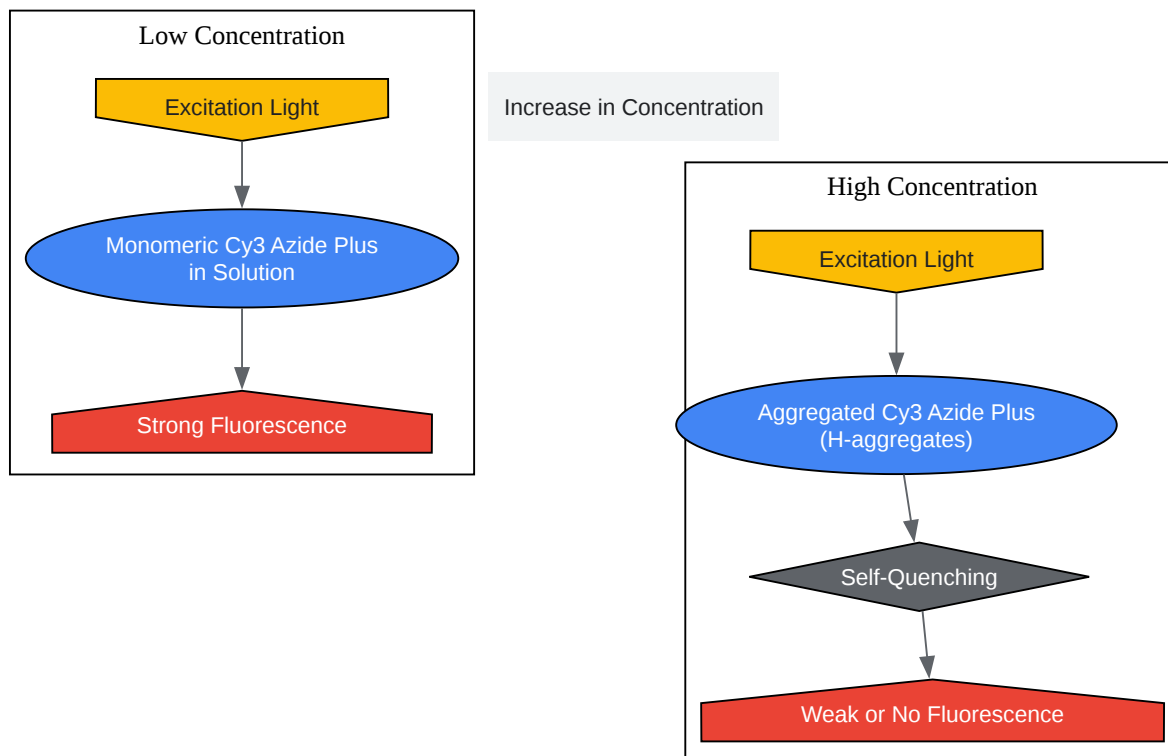 Low Concentration
Excitation Light
Monomeric Cy3 Azide Plus
in Solution
Strong Fluorescence
Increase in Concentration
High Concentration
Excitation Light
Aggregated Cy3 Azide Plus
(H-aggregates)
Self-Quenching
Weak or No Fluorescence